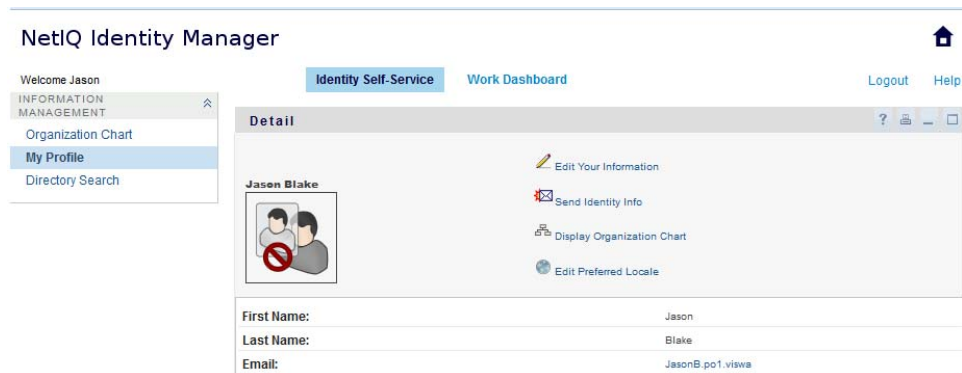 NetIQ Identity Manager
Welcome Jason
Identity Self-Service
Work Dashboard
Logout
Help
INFORMATION
MANAGEMENT
Organization Chart
My Profile
Directory Search
Detail
?
Jason Blake
Edit Your Information
Send Identity Info
Display Organization Chart
Edit Preferred Locale
First Name: Jason
Last Name: Blake
Email: JasonB.po1.viswa